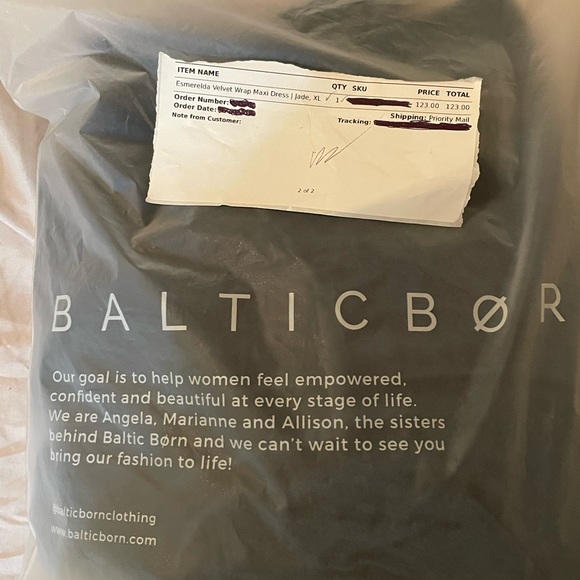 ITEM NAME QTY SKU PRICE TOTAL
Esmerelda Velvet Wrap Maxi Dress | Jade, XL 1 123.00 123.00
Order Number: Shipping: Priority Mail
Order Date: Tracking:
Note from Customer:
2 of 2
BALTICBØR
Our goal is to help women feel empowered,
confident and beautiful at every stage of life.
We are Angela, Marianne and Allison, the sisters
behind Baltic Børn and we can't wait to see you
bring our fashion to life!
@balticbornclothing
www.balticborn.com